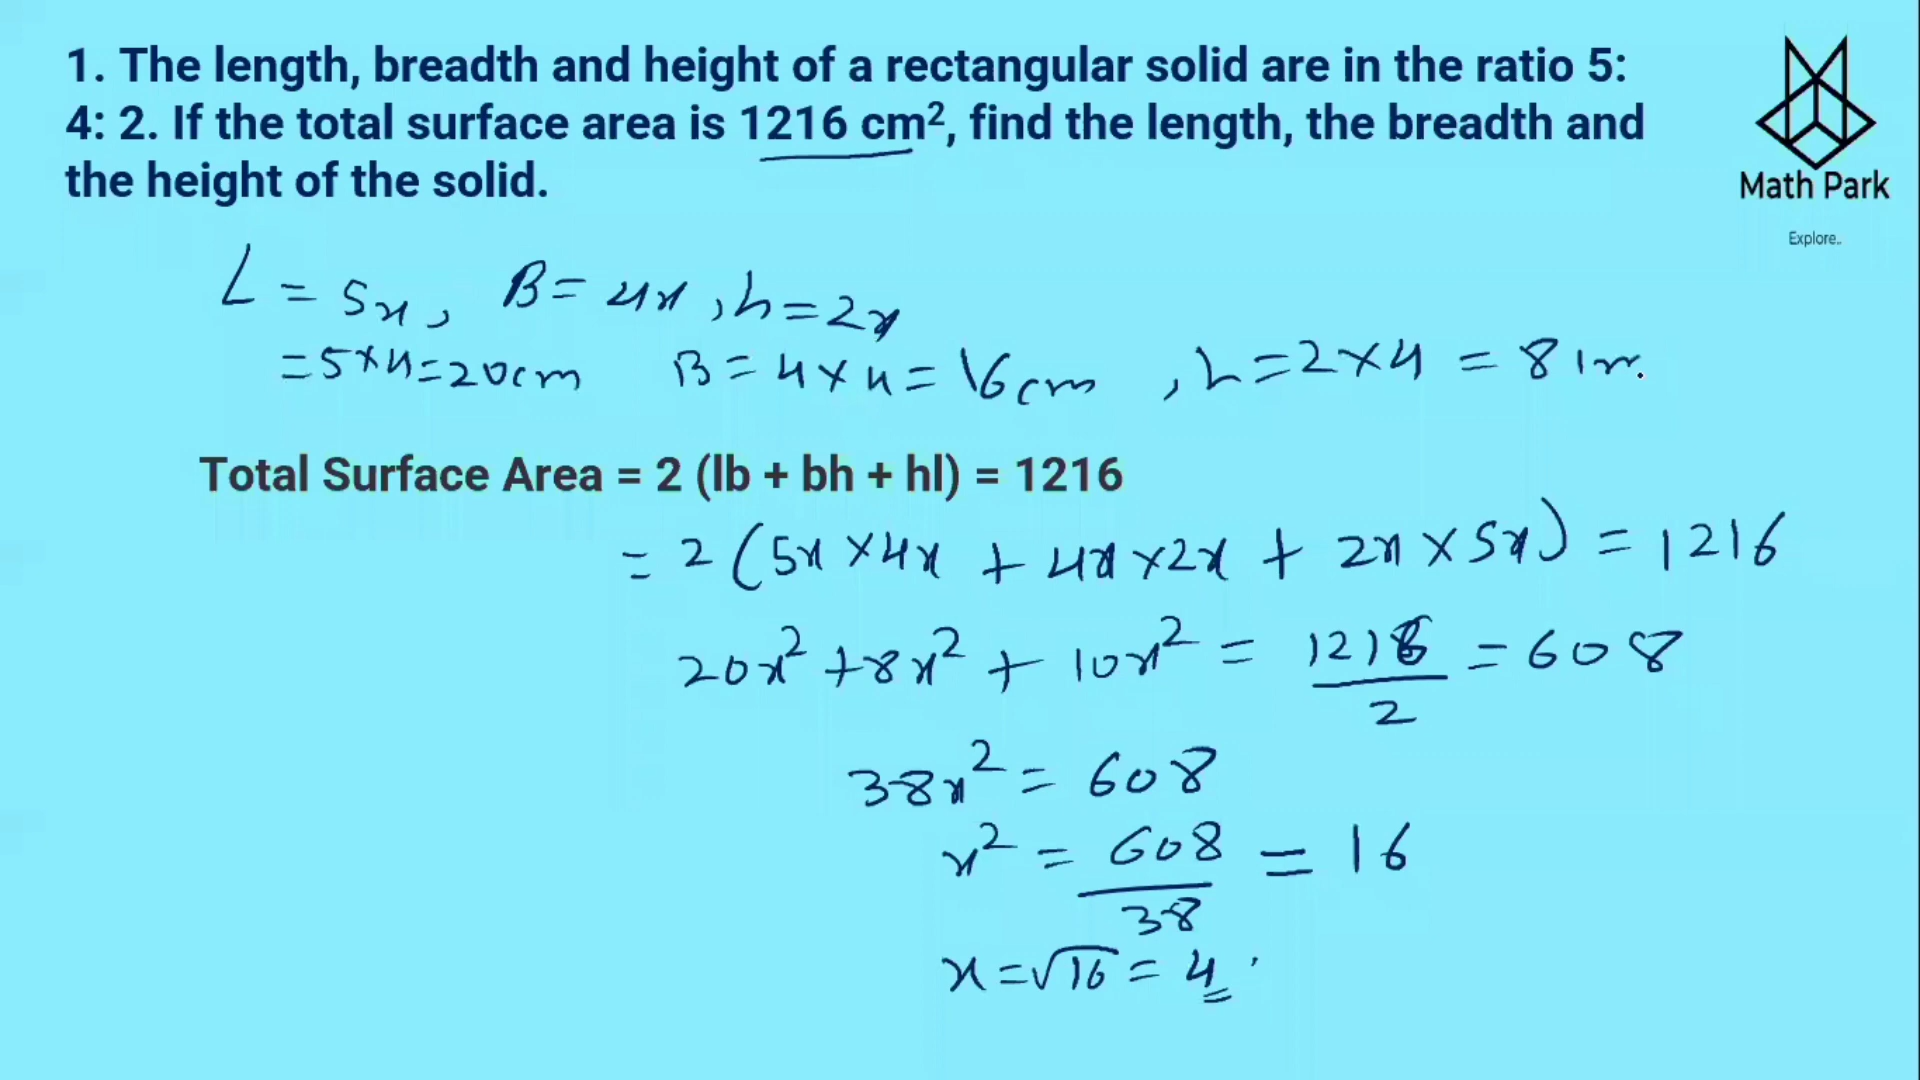 1. The length, breadth and height of a rectangular solid are in the ratio 5:
4: 2. If the total surface area is 1216 cm², find the length, the breadth and
the height of the solid.
Math Park
Explore..
L = 5x, B = 4x, h = 2x
= 5×4 = 20cm B = 4×4 = 16cm , h = 2×4 = 8cm.
Total Surface Area = 2 (lb + bh + hl) = 1216
= 2 (5x × 4x + 4x × 2x + 2x × 5x) = 1216
20x² + 8x² + 10x² = 1216/2 = 608
38x² = 608
x² = 608/38 = 16
x = √16 = 4